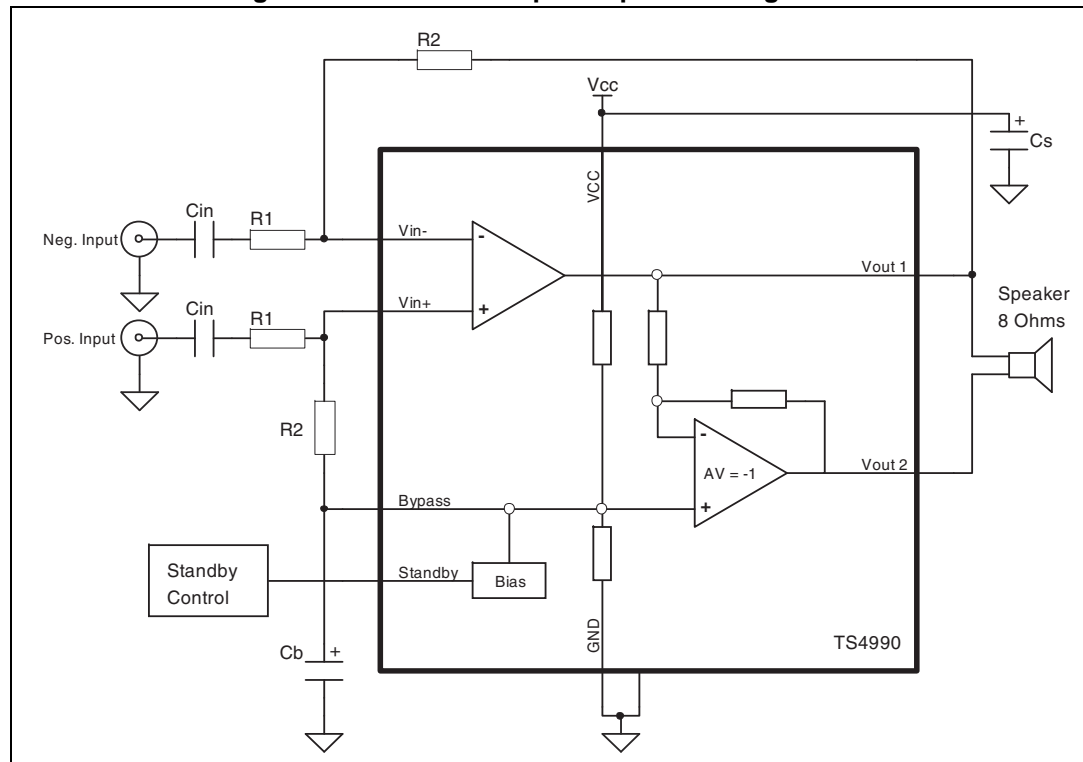 R2
Vcc
+
Cs
VCC
Cin
R1
Neg. Input
Vin-
-
Vout 1
Speaker
8 Ohms
Cin
R1
Vin+
+
Pos. Input
R2
-
AV = -1
Vout 2
Bypass
+
Standby
Control
Standby
Bias
GND
TS4990
Cb
+